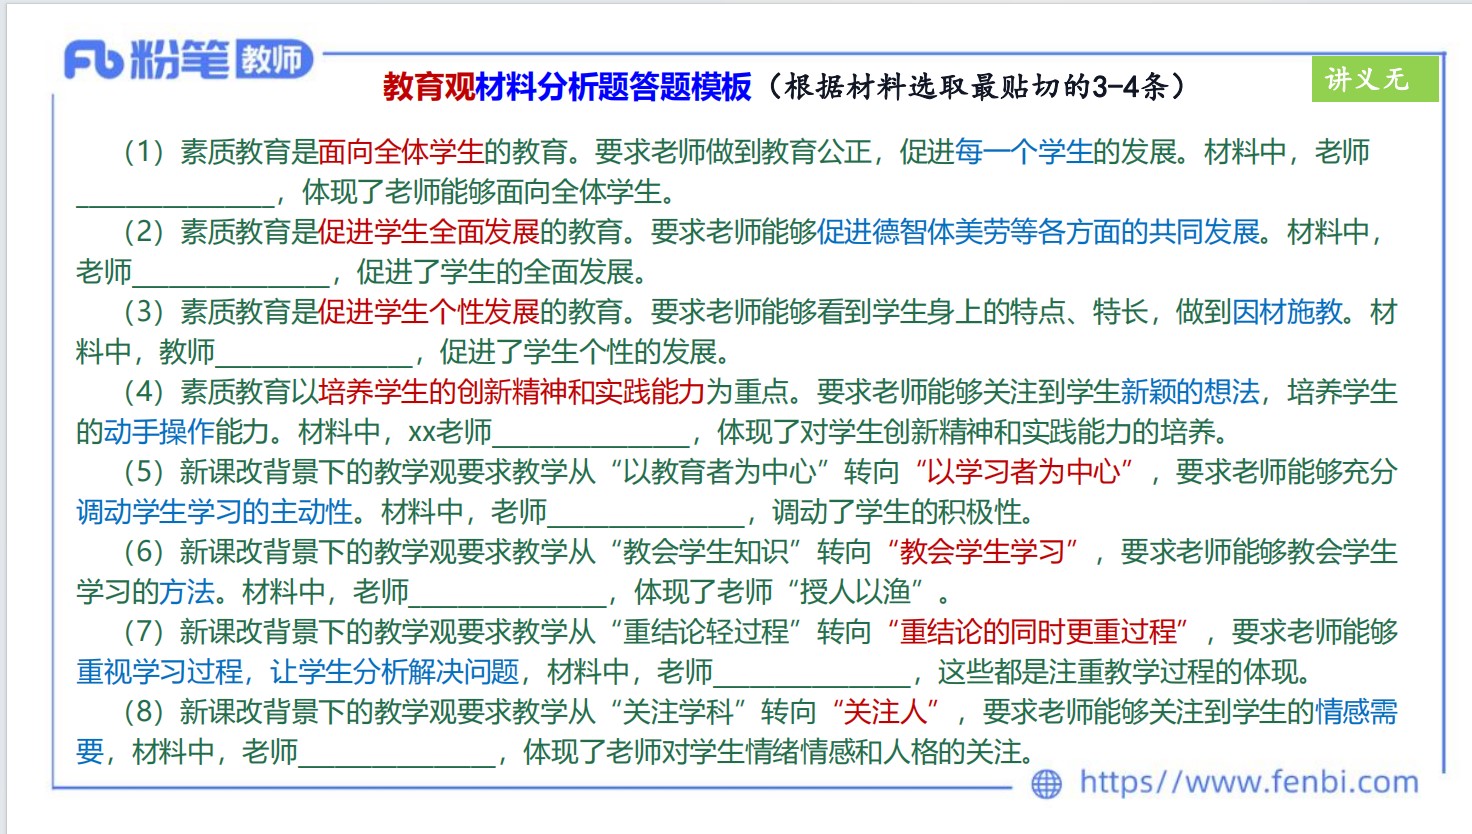 粉笔教师
教育观材料分析题答题模板（根据材料选取最贴切的3-4条）
讲义无
（1）素质教育是面向全体学生的教育。要求老师做到教育公正，促进每一个学生的发展。材料中，老师
________________，体现了老师能够面向全体学生。
（2）素质教育是促进学生全面发展的教育。要求老师能够促进德智体美劳等各方面的共同发展。材料中，
老师________________，促进了学生的全面发展。
（3）素质教育是促进学生个性发展的教育。要求老师能够看到学生身上的特点、特长，做到因材施教。材
料中，教师________________，促进了学生个性的发展。
（4）素质教育以培养学生的创新精神和实践能力为重点。要求老师能够关注到学生新颖的想法，培养学生
的动手操作能力。材料中，xx老师________________，体现了对学生创新精神和实践能力的培养。
（5）新课改背景下的教学观要求教学从“以教育者为中心”转向“以学习者为中心”，要求老师能够充分
调动学生学习的主动性。材料中，老师________________，调动了学生的积极性。
（6）新课改背景下的教学观要求教学从“教会学生知识”转向“教会学生学习”，要求老师能够教会学生
学习的方法。材料中，老师________________，体现了老师“授人以渔”。
（7）新课改背景下的教学观要求教学从“重结论轻过程”转向“重结论的同时更重过程”，要求老师能够
重视学习过程，让学生分析解决问题，材料中，老师________________，这些都是注重教学过程的体现。
（8）新课改背景下的教学观要求教学从“关注学科”转向“关注人”，要求老师能够关注到学生的情感需
要，材料中，老师________________，体现了老师对学生情绪情感和人格的关注。
https//www.fenbi.com